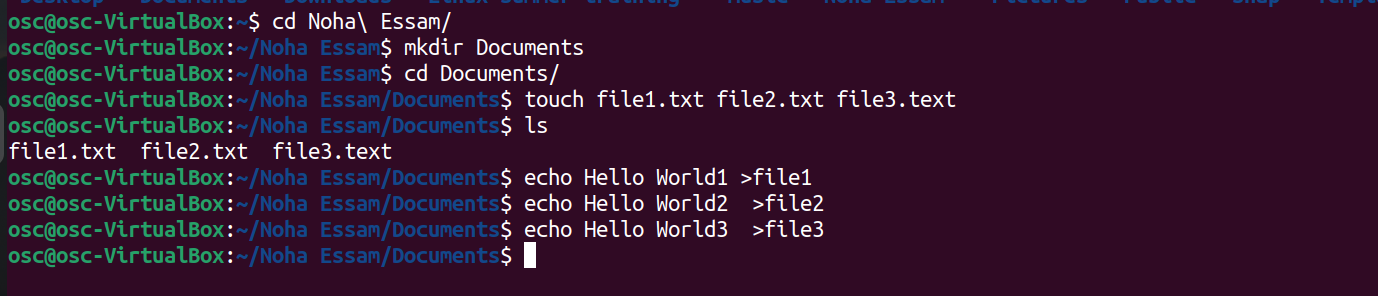 osc@osc-VirtualBox:~$ cd Noha\ Essam/
osc@osc-VirtualBox:~/Noha Essam$ mkdir Documents
osc@osc-VirtualBox:~/Noha Essam$ cd Documents/
osc@osc-VirtualBox:~/Noha Essam/Documents$ touch file1.txt file2.txt file3.text
osc@osc-VirtualBox:~/Noha Essam/Documents$ ls
file1.txt  file2.txt  file3.text
osc@osc-VirtualBox:~/Noha Essam/Documents$ echo Hello World1 >file1
osc@osc-VirtualBox:~/Noha Essam/Documents$ echo Hello World2  >file2
osc@osc-VirtualBox:~/Noha Essam/Documents$ echo Hello World3  >file3
osc@osc-VirtualBox:~/Noha Essam/Documents$